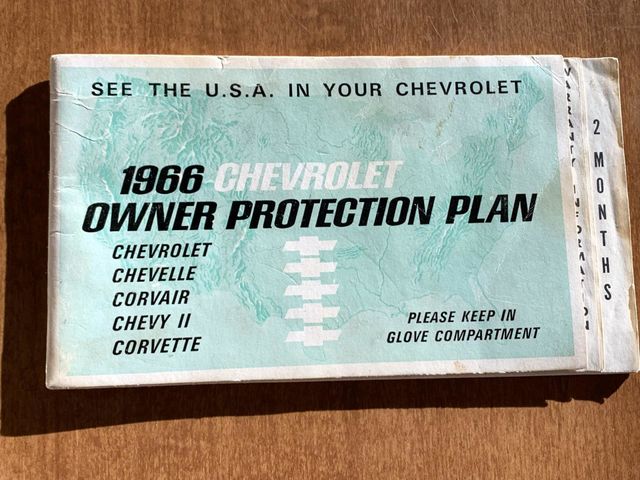 SEE THE U.S.A. IN YOUR CHEVROLET
1966 CHEVROLET
OWNER PROTECTION PLAN
CHEVROLET
CHEVELLE
CORVAIR
CHEVY II
CORVETTE
PLEASE KEEP IN
GLOVE COMPARTMENT
2 MONTHS